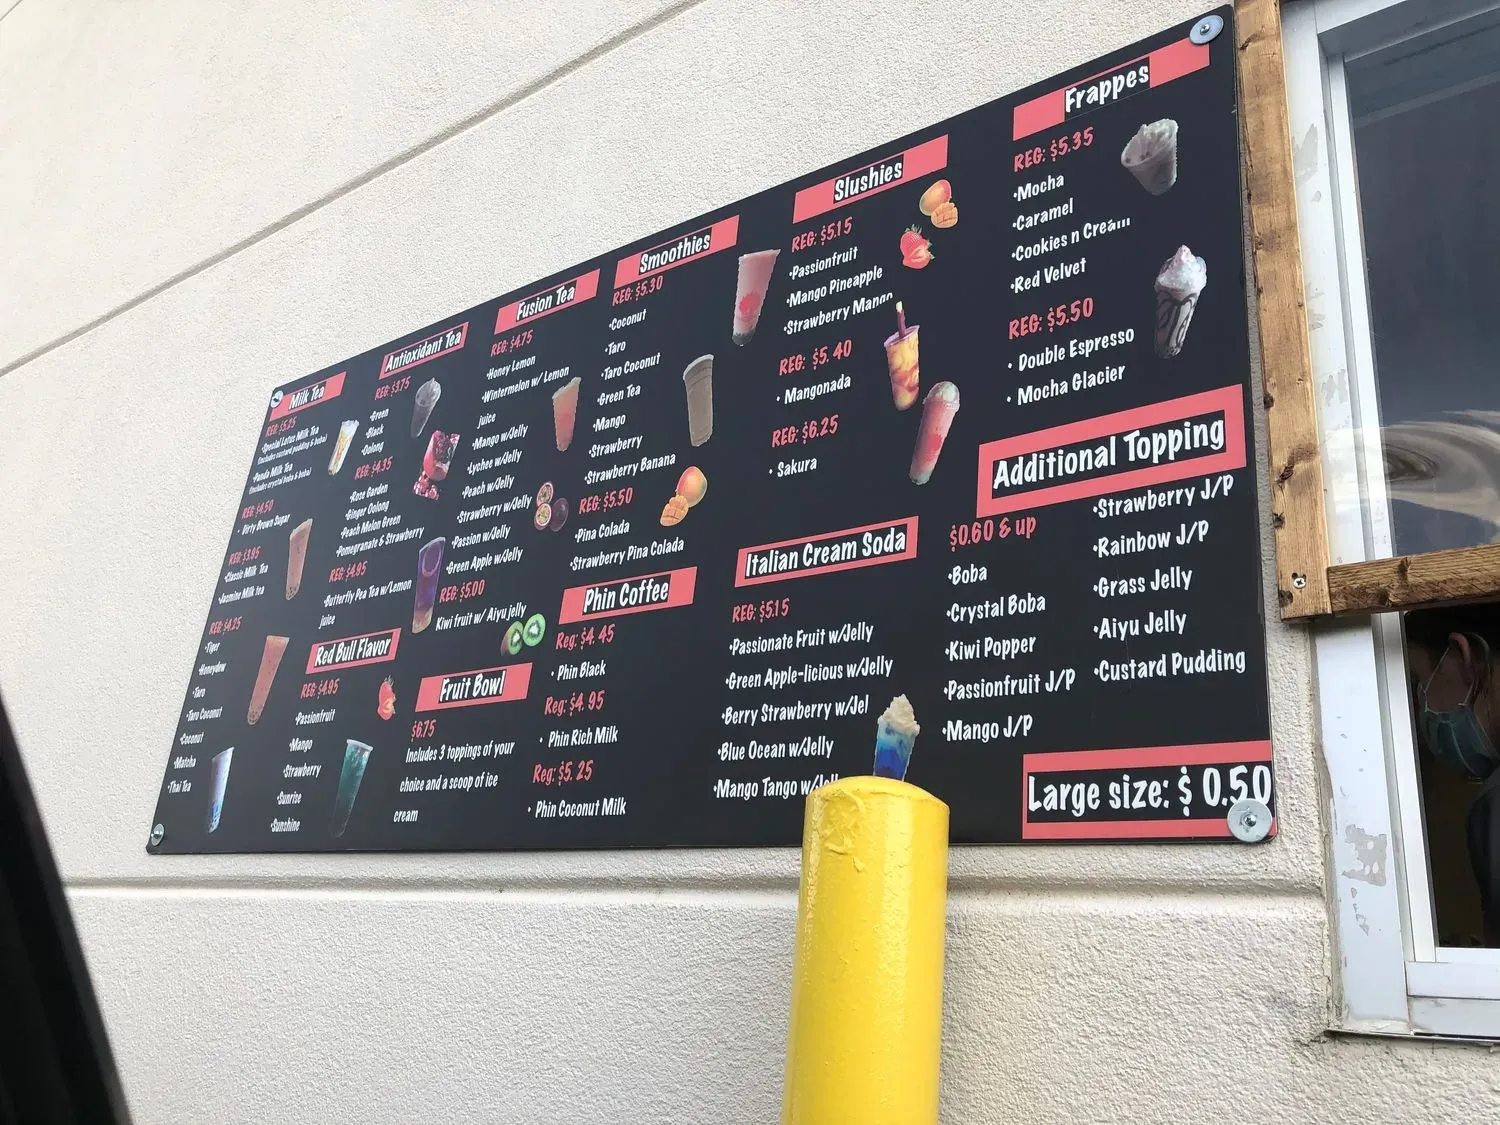 Milk Tea
REG: $5.25
•Special Lotus Milk Tea
(includes custard pudding & boba)
•Panda Milk Tea
(includes crystal boba & boba)
REG: $4.50
• Dirty Brown Sugar
REG: $3.95
•Classic Milk Tea
•Jasmine Milk tea
REG: $4.25
•Tiger
•Honeydew
•Taro
•Taro Coconut
•Coconut
•Matcha
•Thai Tea
Antioxidant Tea
REG: $3.75
•Green
•Black
•Oolong
REG: $4.35
•Rose Garden
•Ginger Oolong
•Peach Melon Green
•Pomegranate & Strawberry
REG: $4.95
•Butterfly Pea Tea w/Lemon
juice
Red Bull Flavor
REG: $4.95
•Passionfruit
•Mango
•Strawberry
•Sunrise
•Sunshine
Fusion Tea
REG: $4.75
•Honey Lemon
•Wintermelon w/ Lemon
juice
•Mango w/Jelly
•Lychee w/Jelly
•Peach w/Jelly
•Strawberry w/Jelly
•Passion w/Jelly
•Green Apple w/Jelly
REG: $5.00
Kiwi fruit w/ Aiyu jelly
Fruit Bowl
$6.75
Includes 3 toppings of your
choice and a scoop of ice
cream
Smoothies
REG: $5.30
•Coconut
•Taro
•Taro Coconut
•Green Tea
•Mango
•Strawberry
•Strawberry Banana
REG: $5.50
•Pina Colada
•Strawberry Pina Colada
Phin Coffee
Reg: $4.45
• Phin Black
Reg: $4.95
• Phin Rich Milk
Reg: $5.25
• Phin Coconut Milk
Slushies
REG: $5.15
•Passionfruit
•Mango Pineapple
•Strawberry Mango
REG: $5.40
• Mangonada
REG: $6.25
• Sakura
Italian Cream Soda
REG: $5.15
•Passionate Fruit w/Jelly
•Green Apple-licious w/Jelly
•Berry Strawberry w/Jel
•Blue Ocean w/Jelly
•Mango Tango w/Jelly
Frappes
REG: $5.35
•Mocha
•Caramel
•Cookies n Cream
•Red Velvet
REG: $5.50
• Double Espresso
• Mocha Glacier
Additional Topping
$0.60 & up
•Boba
•Crystal Boba
•Kiwi Popper
•Passionfruit J/P
•Mango J/P
•Strawberry J/P
•Rainbow J/P
•Grass Jelly
•Aiyu Jelly
•Custard Pudding
Large size: $ 0.50